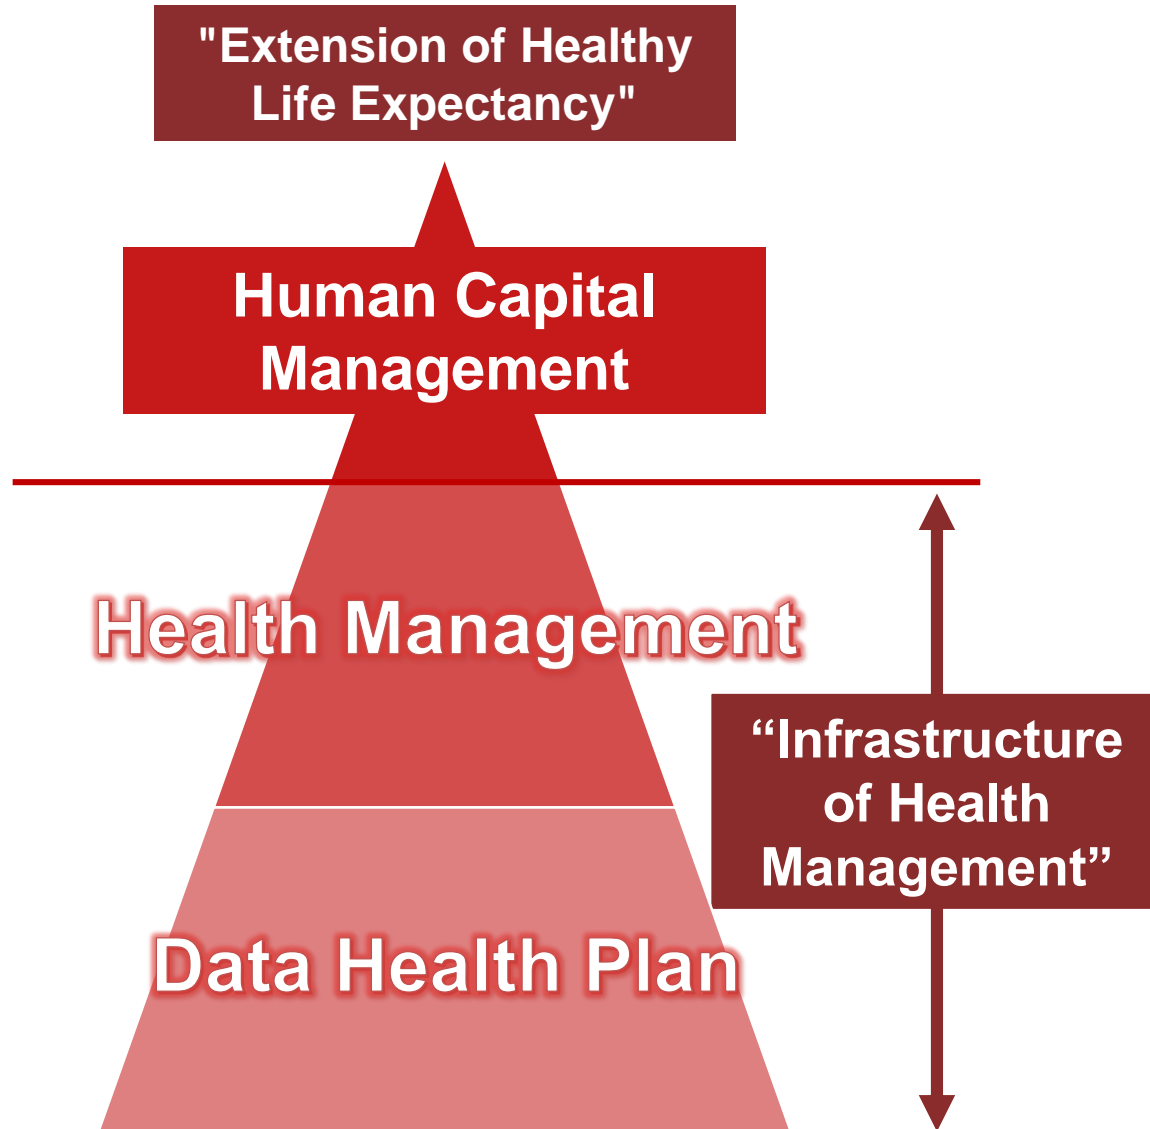 "Extension of Healthy
Life Expectancy"
Human Capital
Management
Health Management
“Infrastructure
of Health
Management”
Data Health Plan